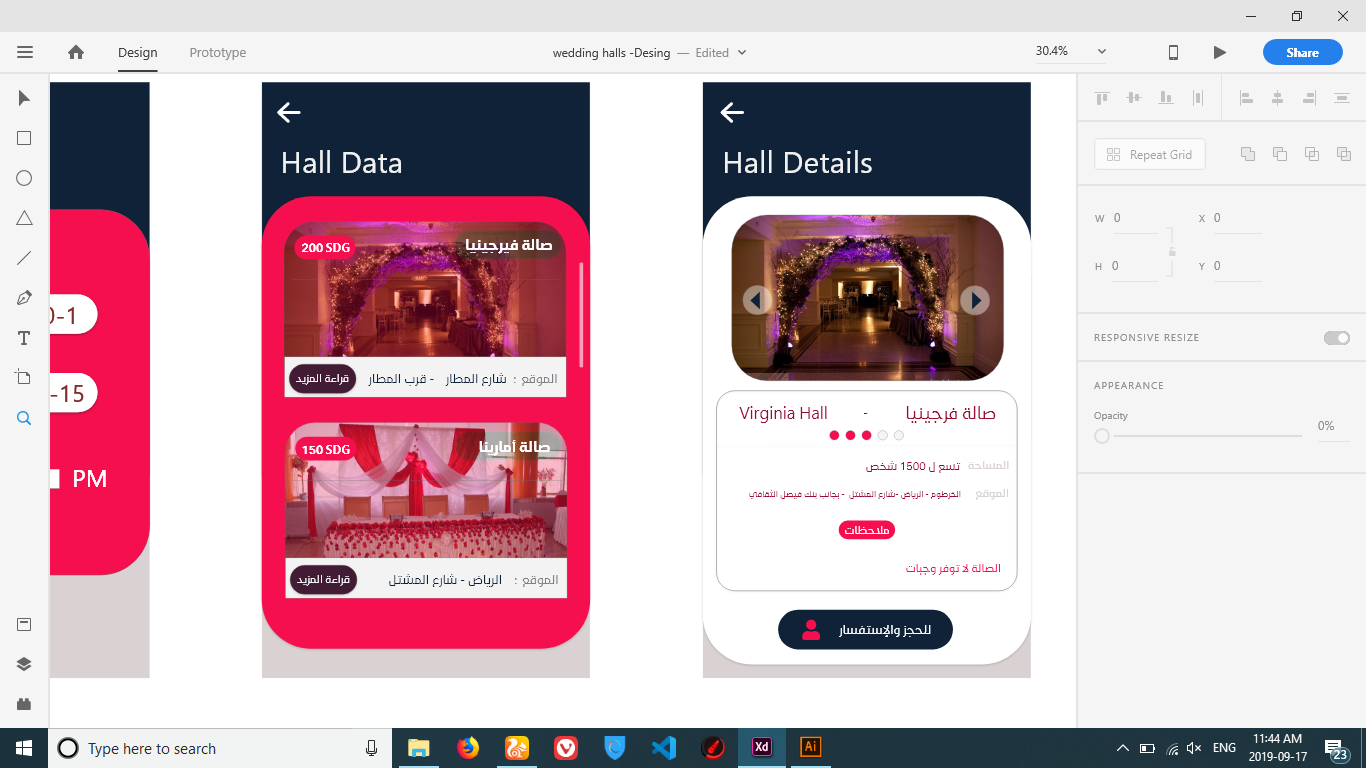 Design
Prototype
wedding halls -Desing — Edited
30.4%
Share
0-1
-15
PM
Hall Data
200 SDG
صالة فيرجينيا
الموقع : شارع المطار - قرب المطار
قراءة المزيد
150 SDG
صالة أمارينا
الموقع : الرياض - شارع المشتل
قراءة المزيد
Hall Details
صالة فرجينيا - Virginia Hall
المساحة تسع ل 1500 شخص
الموقع الخرطوم - الرياض -شارع المشتل - بجانب بنك فيصل الثقافي
ملاحظات
الصالة لا توفر وجبات
للحجز والإستفسار
Repeat Grid
W 0 X 0
H 0 Y 0
RESPONSIVE RESIZE
APPEARANCE
Opacity
0%
Type here to search
Xd
Ai
ENG
11:44 AM
2019-09-17
23